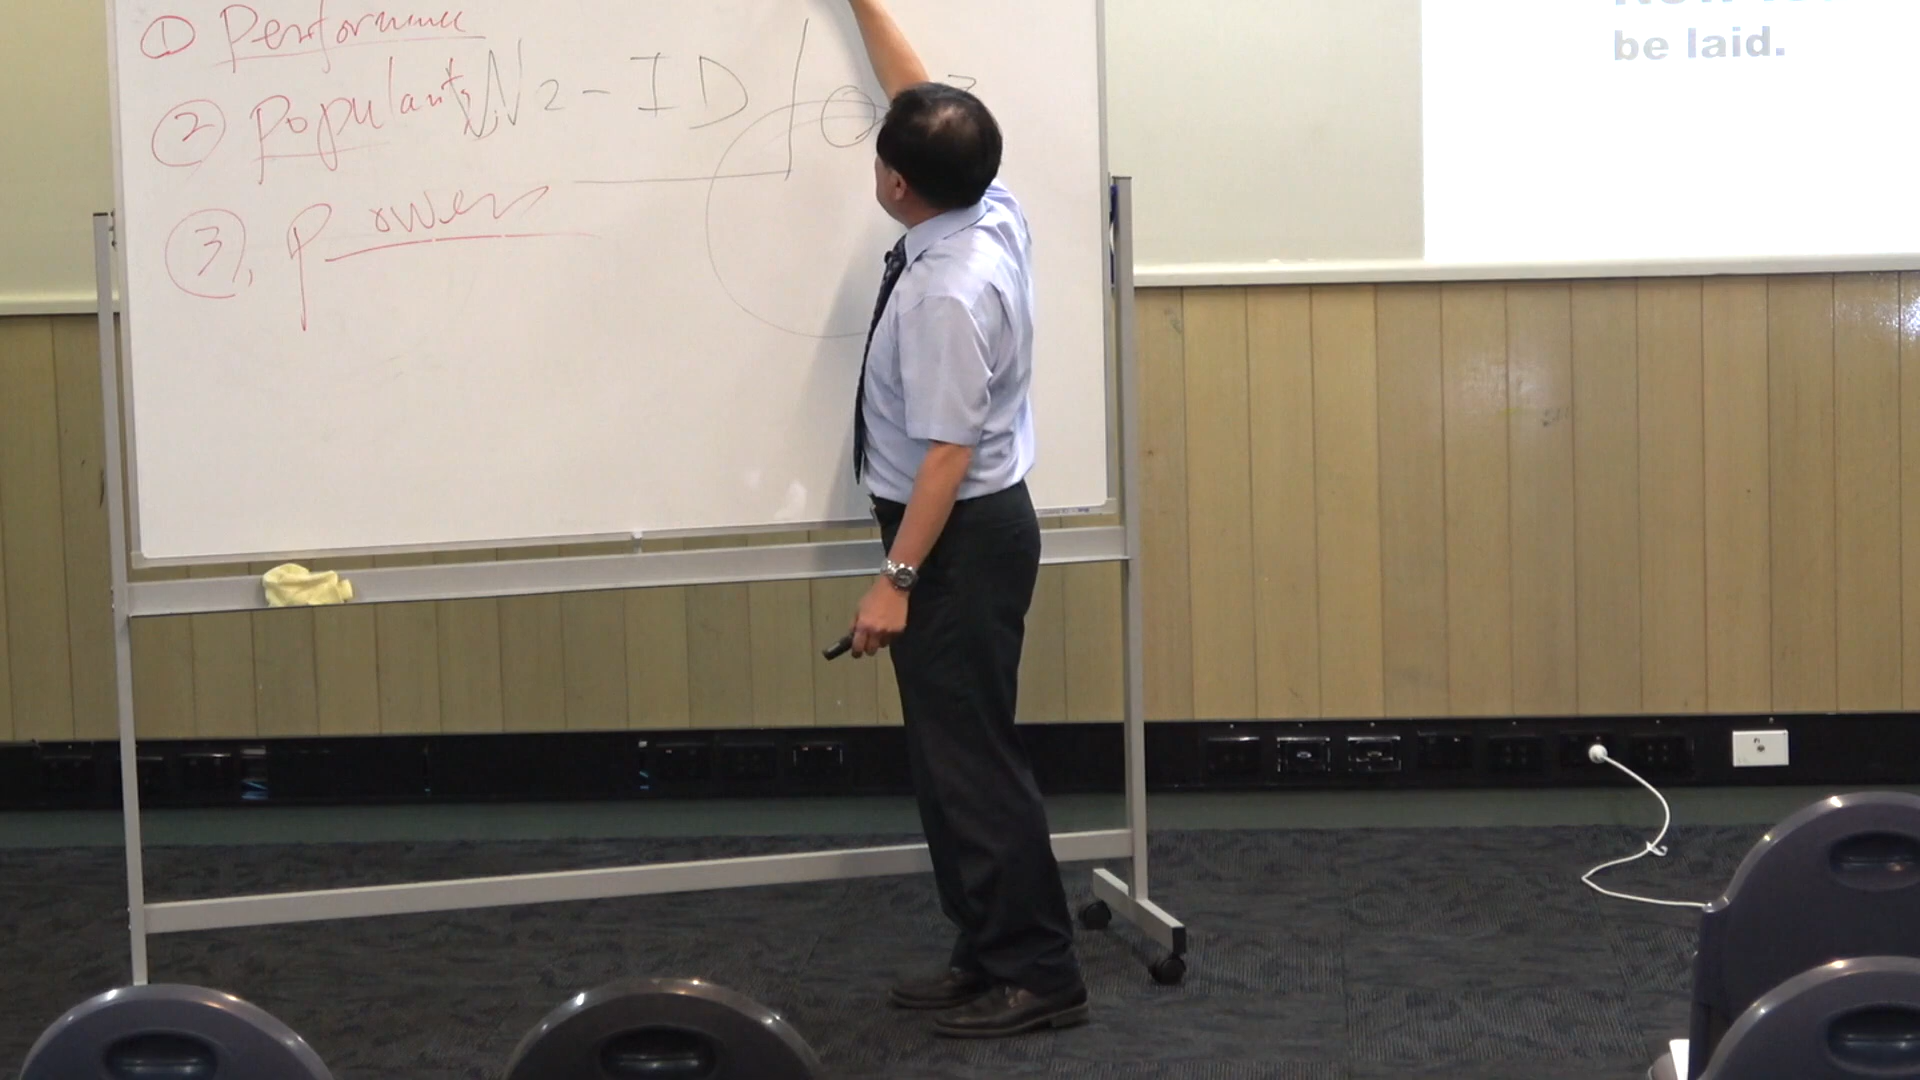 ① Performance
② Popularity N2 - ID
③. Power
be laid.